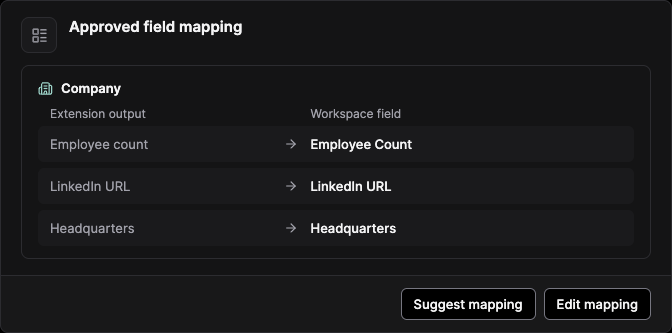 Approved field mapping
Company
Extension output Workspace field
Employee count → Employee Count
LinkedIn URL → LinkedIn URL
Headquarters → Headquarters
Suggest mapping Edit mapping